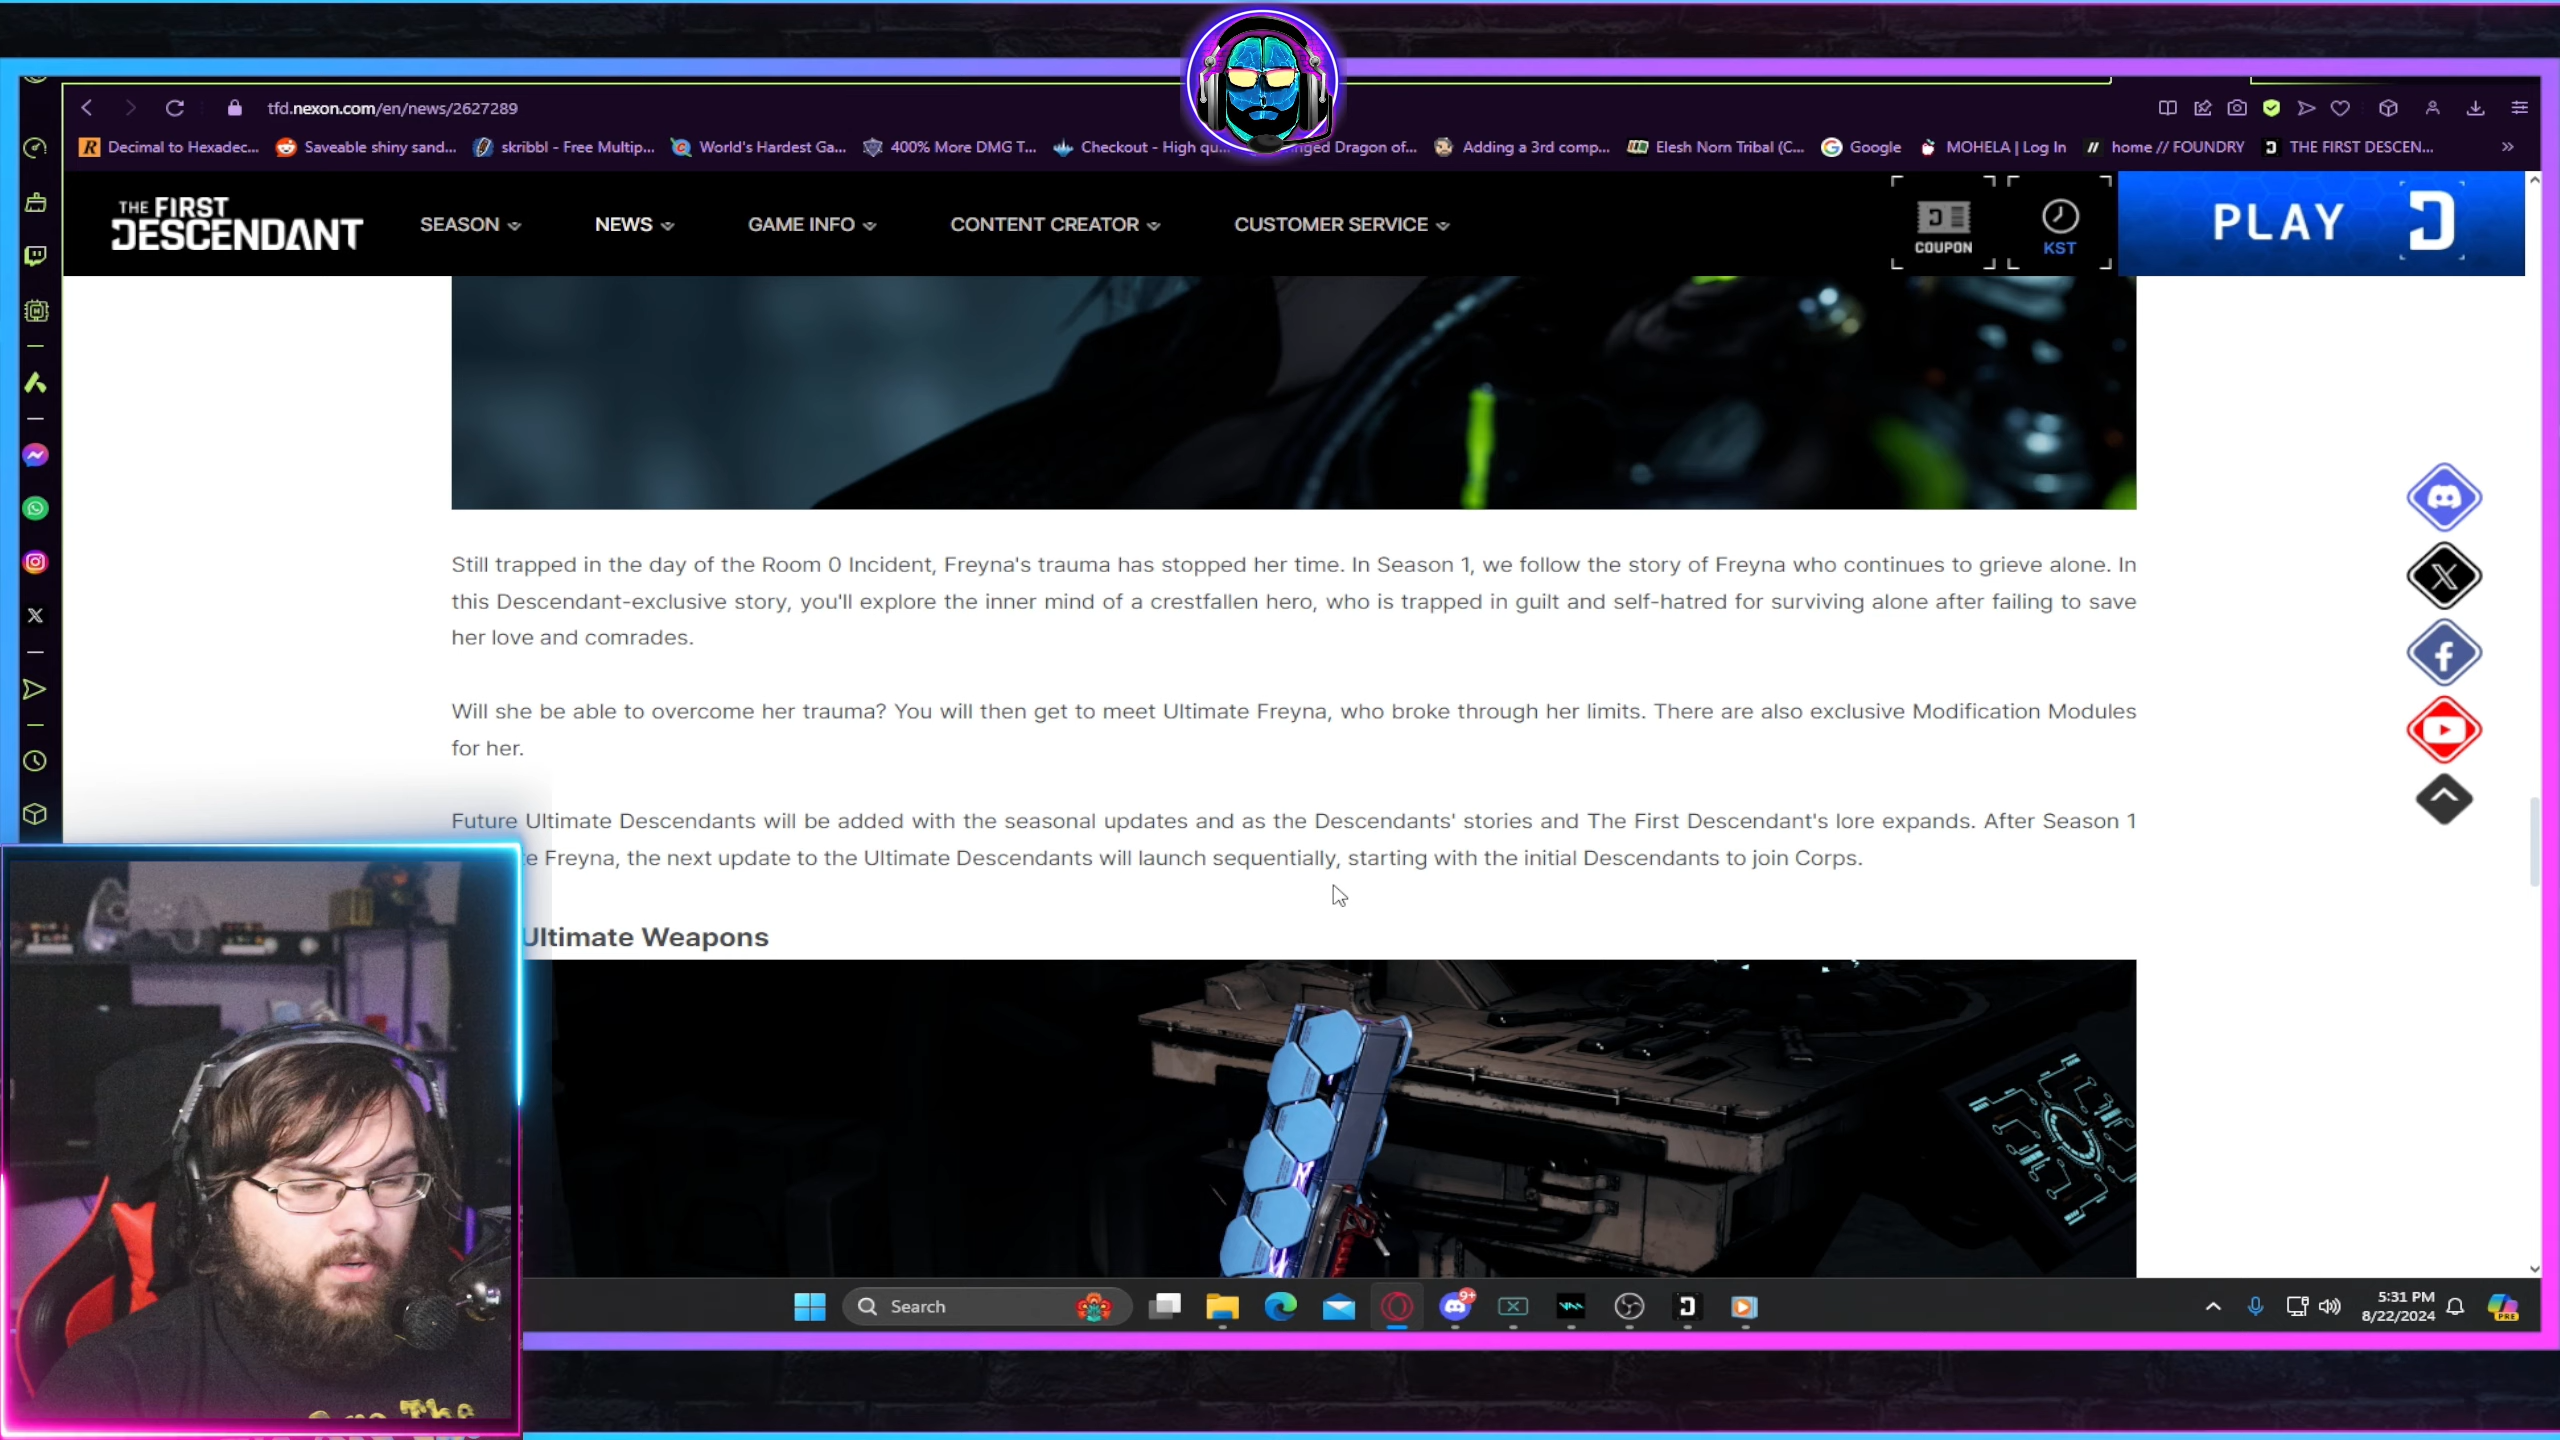 tfd.nexon.com/en/news/2627289
Decimal to Hexadec... Saveable shiny sand... skribbl - Free Multip... World's Hardest Ga... 400% More DMG T... Checkout - High qu... nged Dragon of... Adding a 3rd comp... Elesh Norn Tribal (C... Google MOHELA | Log In home // FOUNDRY THE FIRST DESCEN...
THE FIRST
DESCENDANT
SEASON NEWS GAME INFO CONTENT CREATOR CUSTOMER SERVICE
COUPON
KST
PLAY
Still trapped in the day of the Room 0 Incident, Freyna's trauma has stopped her time. In Season 1, we follow the story of Freyna who continues to grieve alone. In
this Descendant-exclusive story, you'll explore the inner mind of a crestfallen hero, who is trapped in guilt and self-hatred for surviving alone after failing to save
her love and comrades.
Will she be able to overcome her trauma? You will then get to meet Ultimate Freyna, who broke through her limits. There are also exclusive Modification Modules
for her.
Future Ultimate Descendants will be added with the seasonal updates and as the Descendants' stories and The First Descendant's lore expands. After Season 1
te Freyna, the next update to the Ultimate Descendants will launch sequentially, starting with the initial Descendants to join Corps.
Ultimate Weapons
The
Search
9+
5:31 PM
8/22/2024
PRE